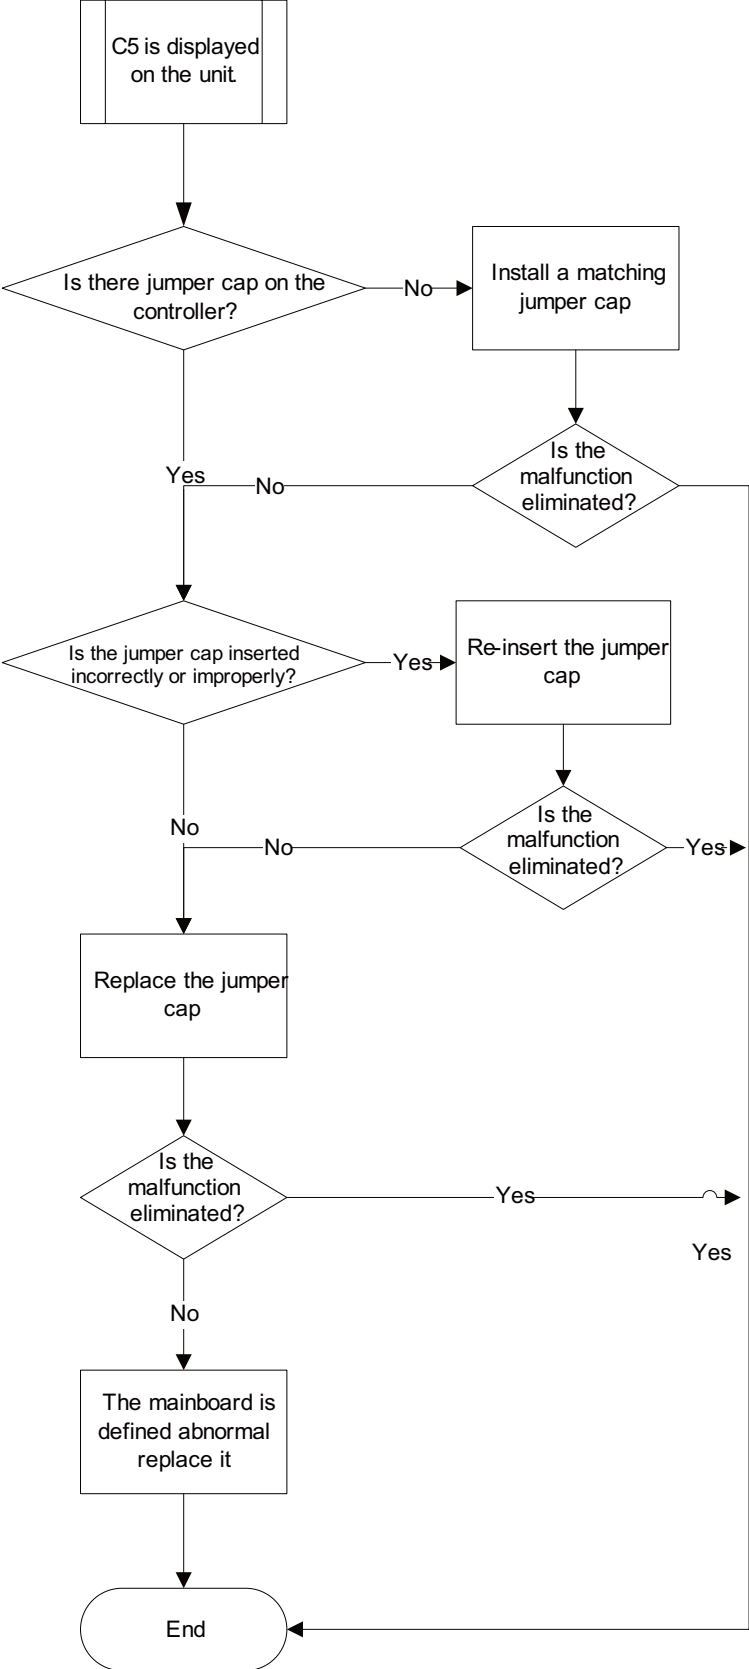 C5 is displayed
on the unit.
Is there jumper cap on the
controller?
No
Install a matching
jumper cap
Yes
No
Is the
malfunction
eliminated?
Is the jumper cap inserted
incorrectly or improperly?
Yes
Re-insert the jumper
cap
No
No
Is the
malfunction
eliminated?
Yes
Replace the jumper
cap
Is the
malfunction
eliminated?
Yes
Yes
No
The mainboard is
defined abnormal
replace it
End